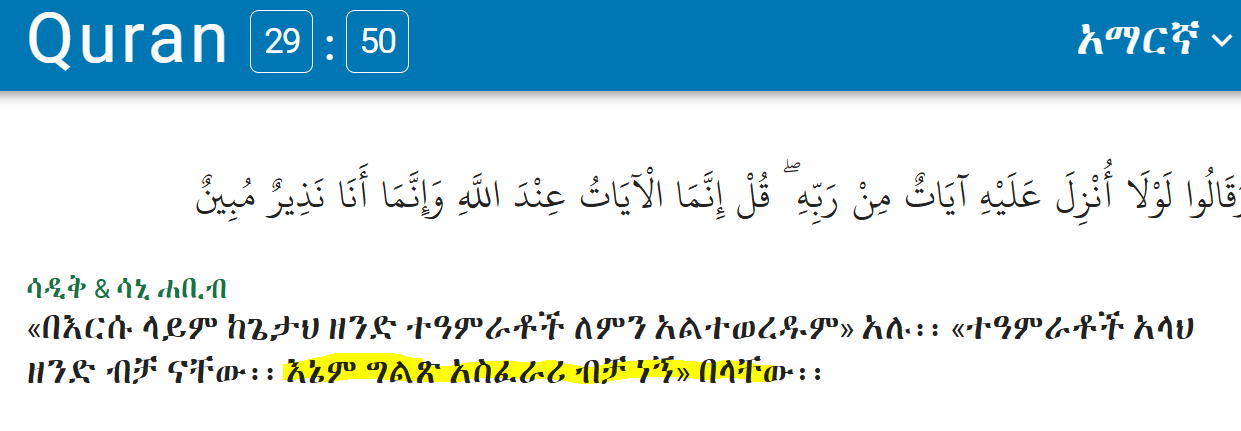 Quran 29 : 50 አማርኛ
وَقَالُوا لَوْلَا أُنْزِلَ عَلَيْهِ آيَاتٌ مِنْ رَبِّهِ ۖ قُلْ إِنَّمَا الْآيَاتُ عِنْدَ اللَّهِ وَإِنَّمَا أَنَا نَذِيرٌ مُبِينٌ
ሳዲቅ & ሳኒ ሐቢብ
«በእርሱ ላይም ከጌታህ ዘንድ ተዓምራቶች ለምን አልተወረዱም» አሉ፡፡ «ተዓምራቶች አላህ
ዘንድ ብቻ ናቸው፡፡ እኔም ግልጽ አስፈራሪ ብቻ ነኝ» በላቸው፡፡